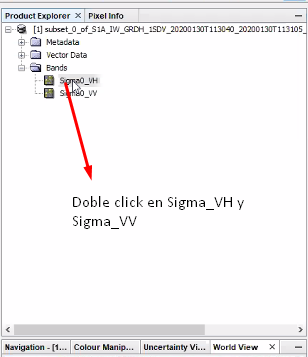 Product Explorer Pixel Info
[1] subset_0_of_S1A_IW_GRDH_1SDV_20200130T113040_20200130T113105_
Metadata
Vector Data
Bands
Sigma0_VH
Sigma0_VV
Doble click en Sigma_VH y
Sigma_VV
Navigation - [1... Colour Manip... Uncertainty Vi... World View